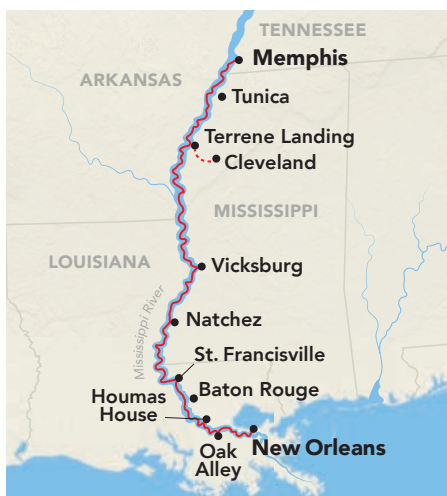 TENNESSEE
Memphis
ARKANSAS
Tunica
Terrene Landing
Cleveland
MISSISSIPPI
LOUISIANA
Vicksburg
Mississippi River
Natchez
St. Francisville
Baton Rouge
Houmas
House
New Orleans
Oak
Alley